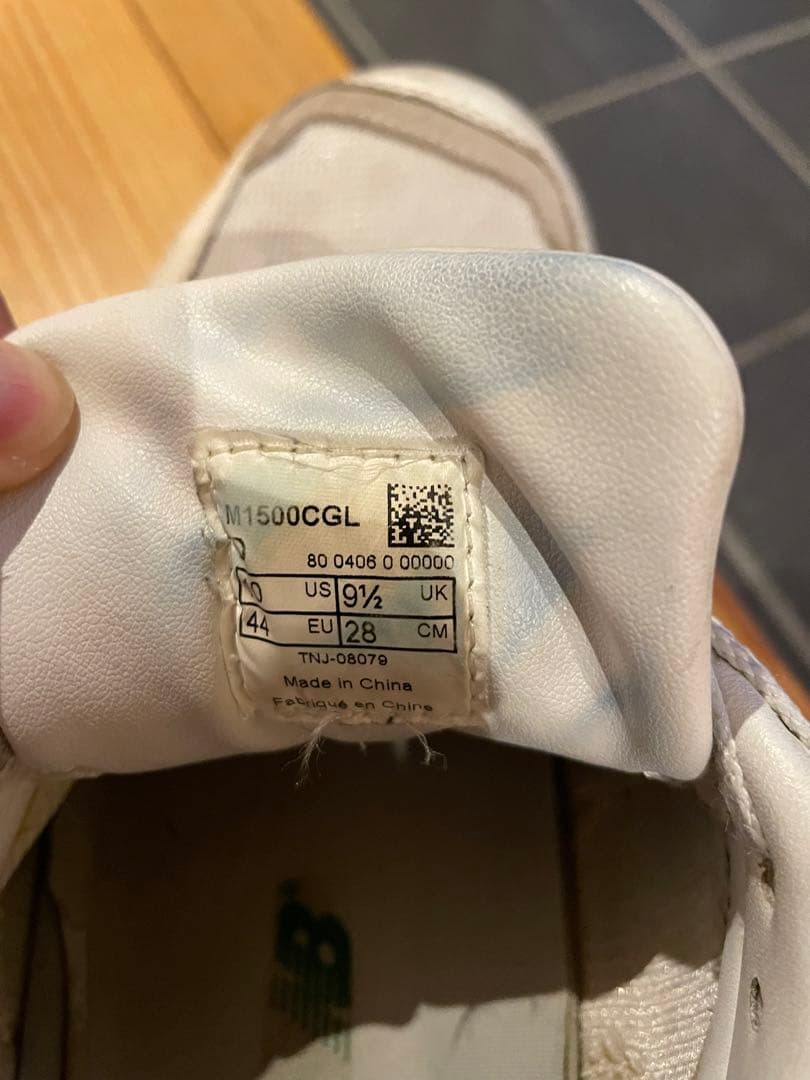 M1500CGL
D
80 0406 0 00000
10 US 9½ UK
44 EU 28 CM
TNJ-08079
Made in China
Fabriqué en Chine
NB